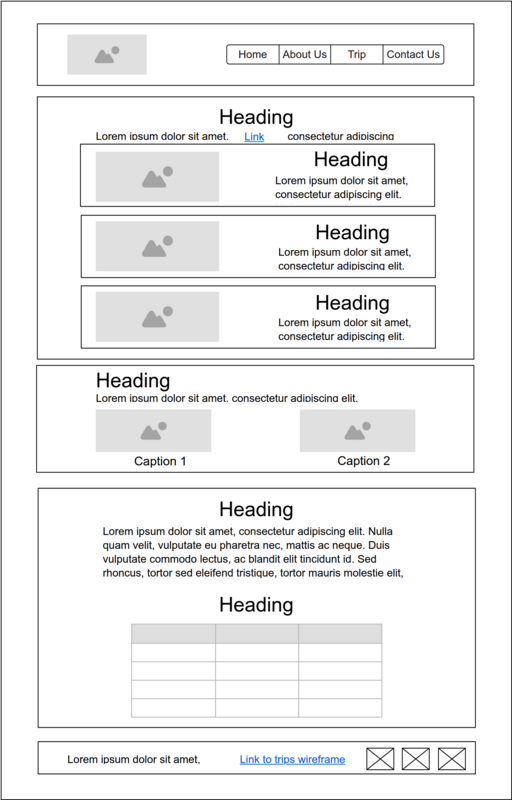 Home About Us Trip Contact Us
Heading
Lorem ipsum dolor sit amet, Link consectetur adipiscing
Heading
Lorem ipsum dolor sit amet,
consectetur adipiscing elit.
Heading
Lorem ipsum dolor sit amet,
consectetur adipiscing elit.
Heading
Lorem ipsum dolor sit amet,
consectetur adipiscing elit.
Heading
Lorem ipsum dolor sit amet, consectetur adipiscing elit.
Caption 1 Caption 2
Heading
Lorem ipsum dolor sit amet, consectetur adipiscing elit. Nulla
quam velit, vulputate eu pharetra nec, mattis ac neque. Duis
vulputate commodo lectus, ac blandit elit tincidunt id. Sed
rhoncus, tortor sed eleifend tristique, tortor mauris molestie elit,
Heading
Lorem ipsum dolor sit amet, Link to trips wireframe